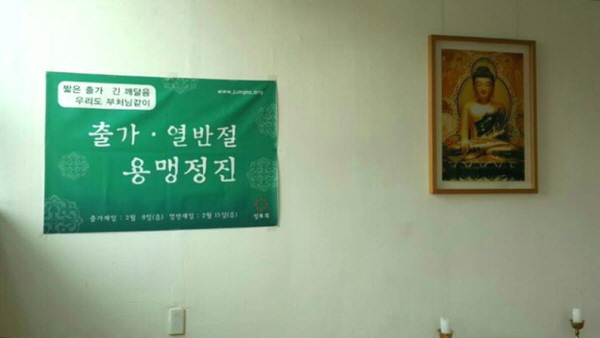 짧은 출가 긴 깨달음
우리도 부처님같이
www.jungto.org
출가·열반절
용맹정진
출가재일 : 2월 8일(음) 열반재일 : 2월 15일(음)
정토회